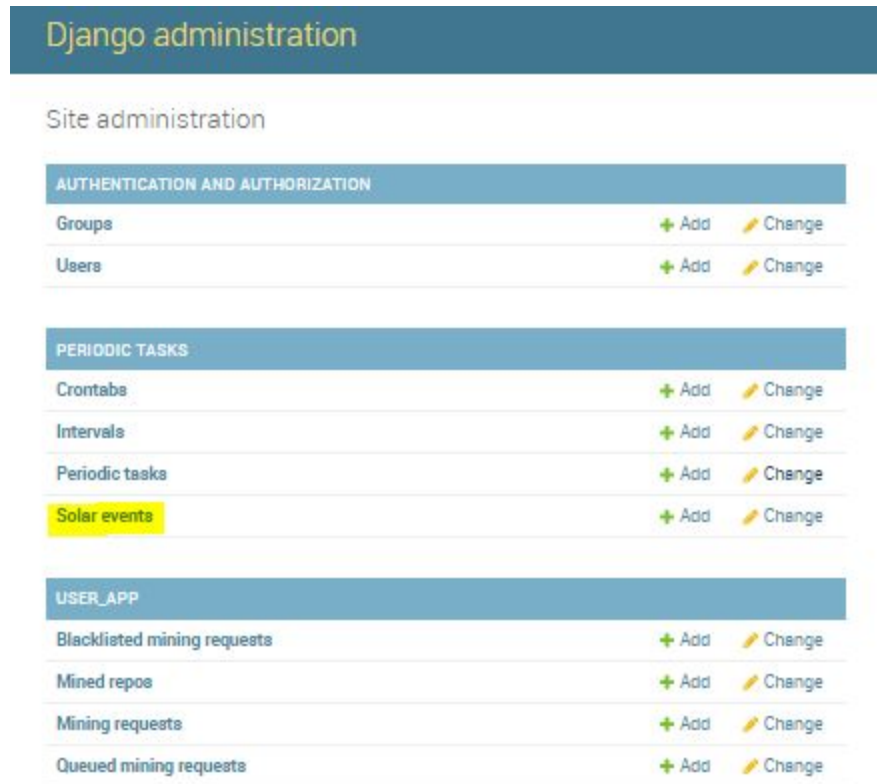 Django administration
Site administration
AUTHENTICATION AND AUTHORIZATION
Groups Add Change
Users Add Change
PERIODIC TASKS
Crontabs Add Change
Intervals Add Change
Periodic tasks Add Change
Solar events Add Change
USER_APP
Blacklisted mining requests Add Change
Mined repos Add Change
Mining requests Add Change
Queued mining requests Add Change